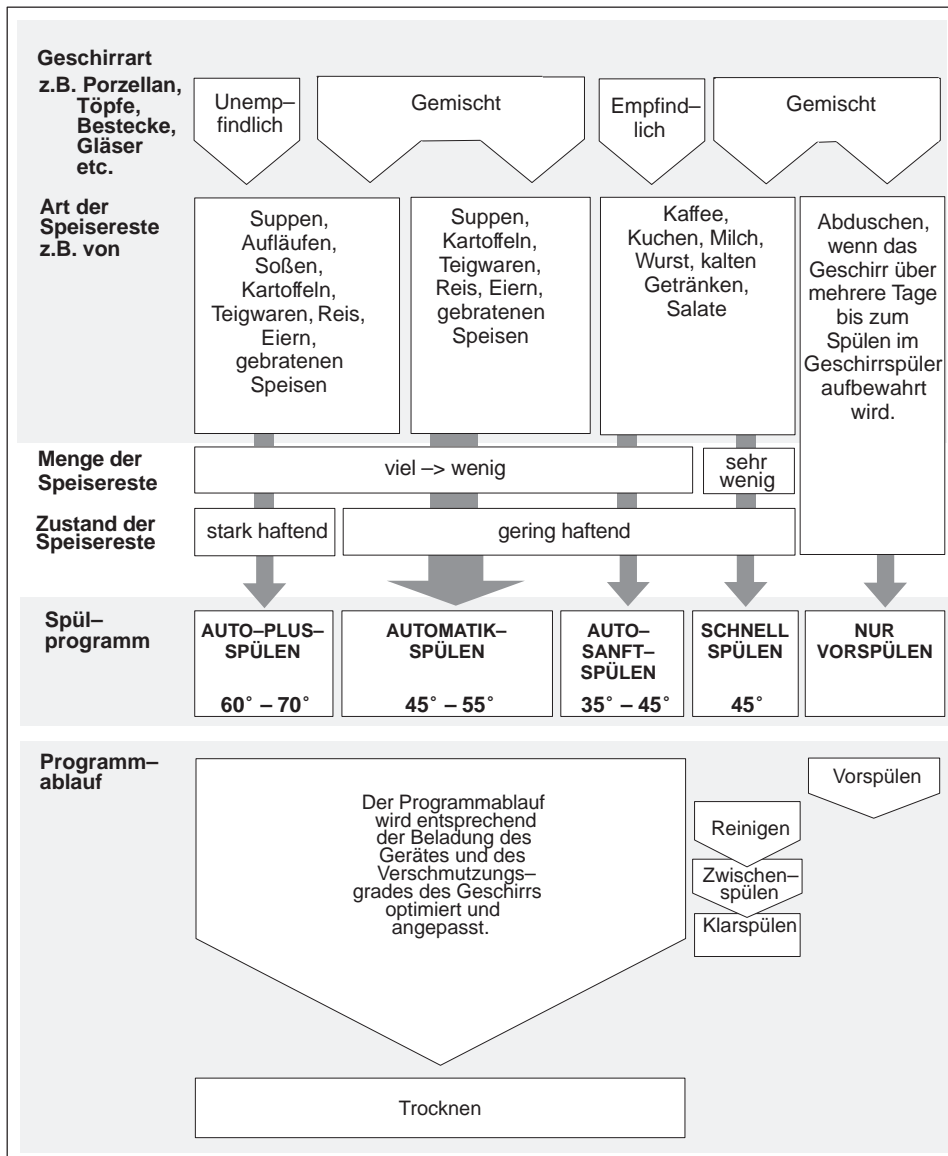 Geschirrart
z.B. Porzellan,
Töpfe,
Bestecke,
Gläser
etc.
Unemp–
findlich
Gemischt
Empfind–
lich
Gemischt
Art der
Speisereste
z.B. von
Suppen,
Aufläufen,
Soßen,
Kartoffeln,
Teigwaren, Reis,
Eiern,
gebratenen
Speisen
Suppen,
Kartoffeln,
Teigwaren,
Reis, Eiern,
gebratenen
Speisen
Kaffee,
Kuchen, Milch,
Wurst, kalten
Getränken,
Salate
Abduschen,
wenn das
Geschirr über
mehrere Tage
bis zum
Spülen im
Geschirrspüler
aufbewahrt
wird.
Menge der
Speisereste
viel –> wenig
sehr
wenig
Zustand der
Speisereste
stark haftend
gering haftend
Spül–
programm
AUTO–PLUS–
SPÜLEN
60° – 70°
AUTOMATIK–
SPÜLEN
45° – 55°
AUTO–
SANFT–
SPÜLEN
35° – 45°
SCHNELL
SPÜLEN
45°
NUR
VORSPÜLEN
Programm–
ablauf
Der Programmablauf
wird entsprechend
der Beladung des
Gerätes und des
Verschmutzungs-
grades des Geschirrs
optimiert und
angepasst.
Vorspülen
Reinigen
Zwischen–
spülen
Klarspülen
Trocknen